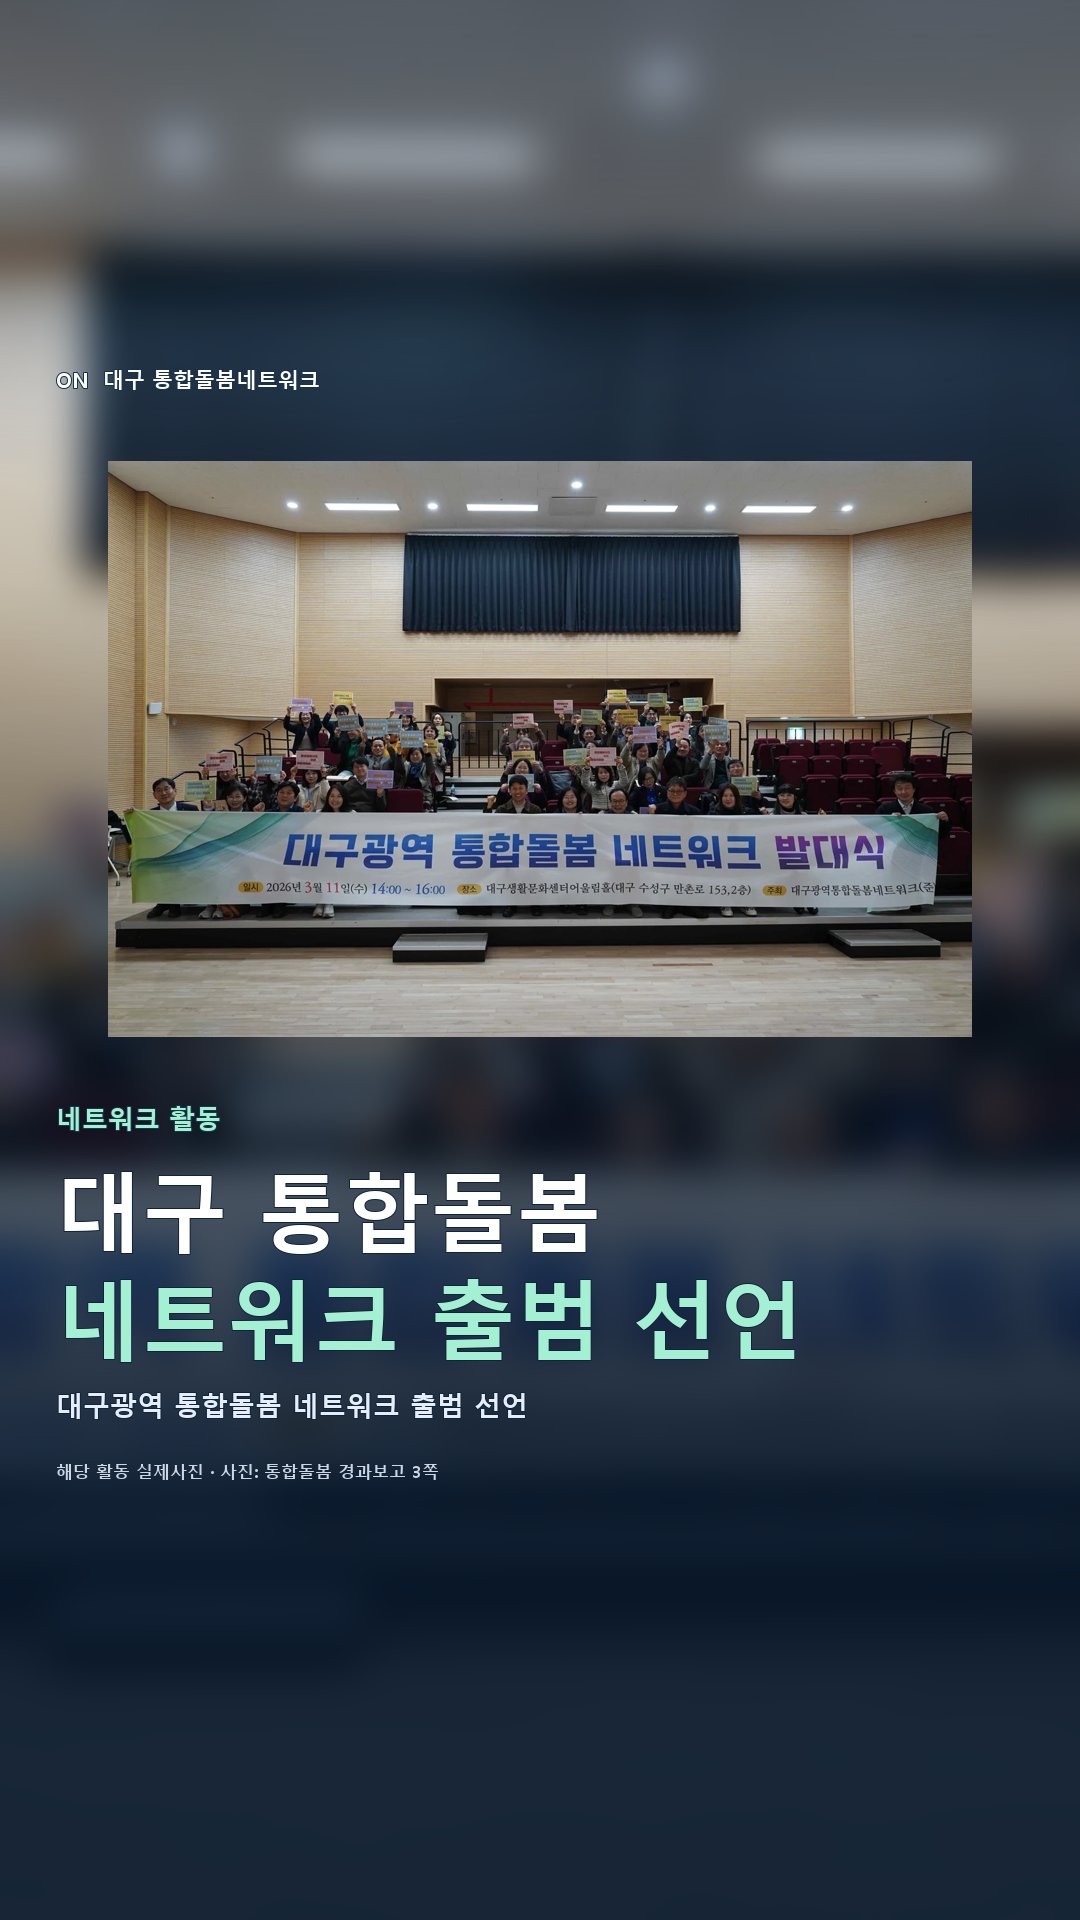 ON 대구 통합돌봄네트워크
대구광역 통합돌봄 네트워크 발대식
일시 2026년 3월 11일(수) 14:00 ~ 16:00 장소 대구생활문화센터어울림홀(대구 수성구 만촌로 153,2층) 주최 대구광역통합돌봄네트워크(준)
네트워크 활동
대구 통합돌봄
네트워크 출범 선언
대구광역 통합돌봄 네트워크 출범 선언
해당 활동 실제사진 · 사진: 통합돌봄 경과보고 3쪽